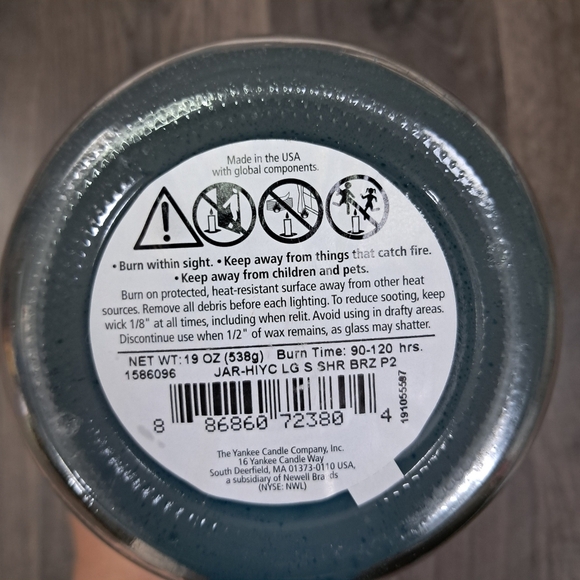 Made in the USA
with global components.
• Burn within sight. • Keep away from things that catch fire.
• Keep away from children and pets.
Burn on protected, heat-resistant surface away from other heat
sources. Remove all debris before each lighting. To reduce sooting, keep
wick 1/8" at all times, including when relit. Avoid using in drafty areas.
Discontinue use when 1/2" of wax remains, as glass may shatter.
NET WT:19 OZ (538g) Burn Time: 90-120 hrs.
1586096 JAR-HIYC LG S SHR BRZ P2
8 86860 72380 4
191055587
The Yankee Candle Company, Inc.
16 Yankee Candle Way
South Deerfield, MA 01373-0110 USA,
a subsidiary of Newell Brands
(NYSE: NWL)